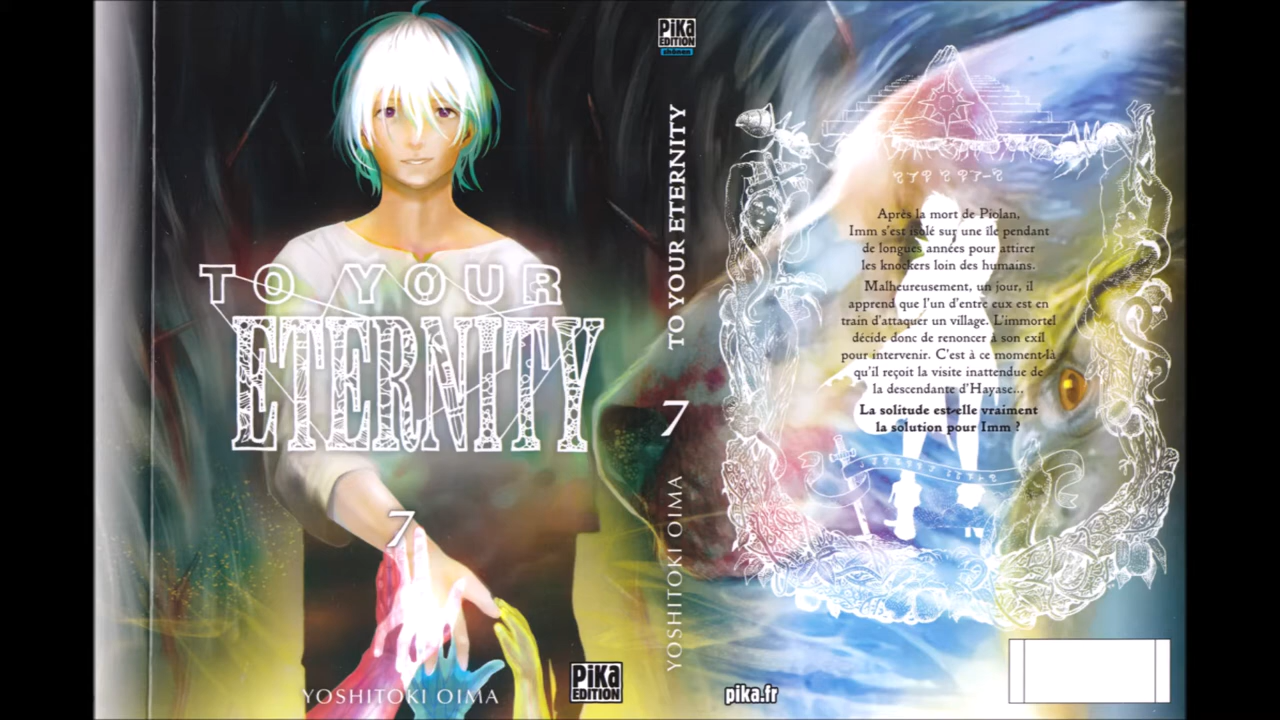 TO YOUR
ETERNITY
7
YOSHITOKI OIMA
PiKA
EDITION
PiKA
EDITION
shônen
TO YOUR ETERNITY
7
YOSHITOKI OIMA
Après la mort de Piolan,
Imm s'est isolé sur une île pendant
de longues années pour attirer
les knockers loin des humains.
Malheureusement, un jour, il
apprend que l'un d'entre eux est en
train d'attaquer un village. L'immortel
décide donc de renoncer à son exil
pour intervenir. C'est à ce moment-là
qu'il reçoit la visite inattendue de
la descendante d'Hayase...
La solitude est-elle vraiment
la solution pour Imm ?
pika.fr